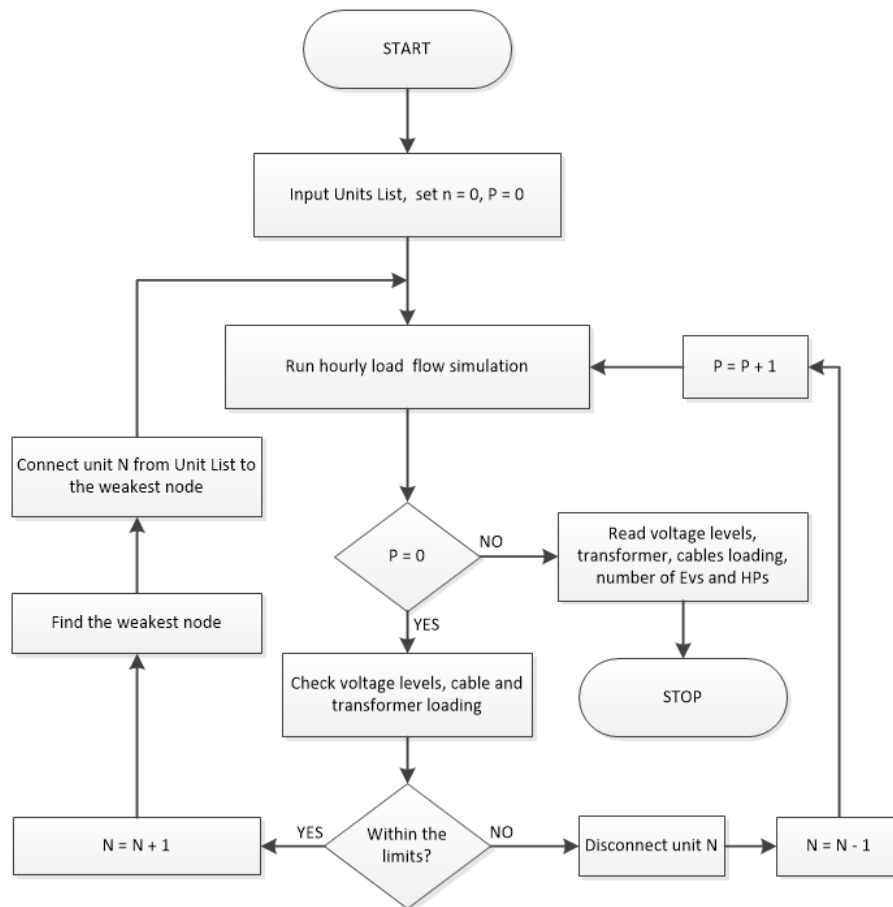 START
Input Units List, set n = 0, P = 0
Run hourly load flow simulation
P = P + 1
Connect unit N from Unit List to
the weakest node
P = 0
NO
Read voltage levels,
transformer, cables loading,
number of Evs and HPs
Find the weakest node
YES
Check voltage levels, cable and
transformer loading
STOP
N = N + 1
YES
Within the
limits?
NO
Disconnect unit N
N = N - 1